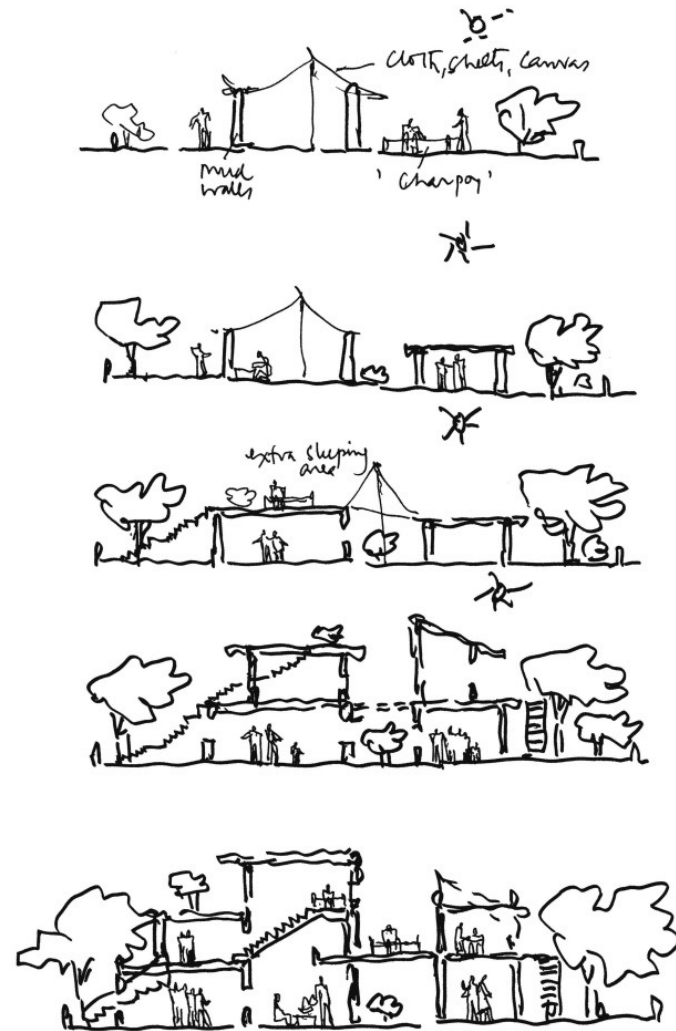 cloth, sheets, canvas
mud
walls
'charpoy'
extra sleeping
area